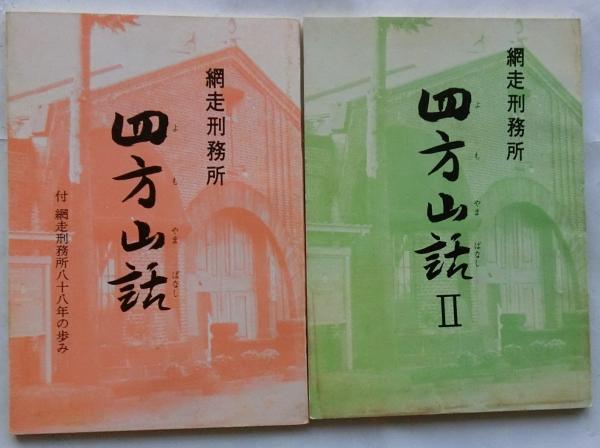 網走刑務所
四方山話
よもやまばなし
付 網走刑務所八十八年の歩み
網走刑務所
四方山話 II
よもやまばなし